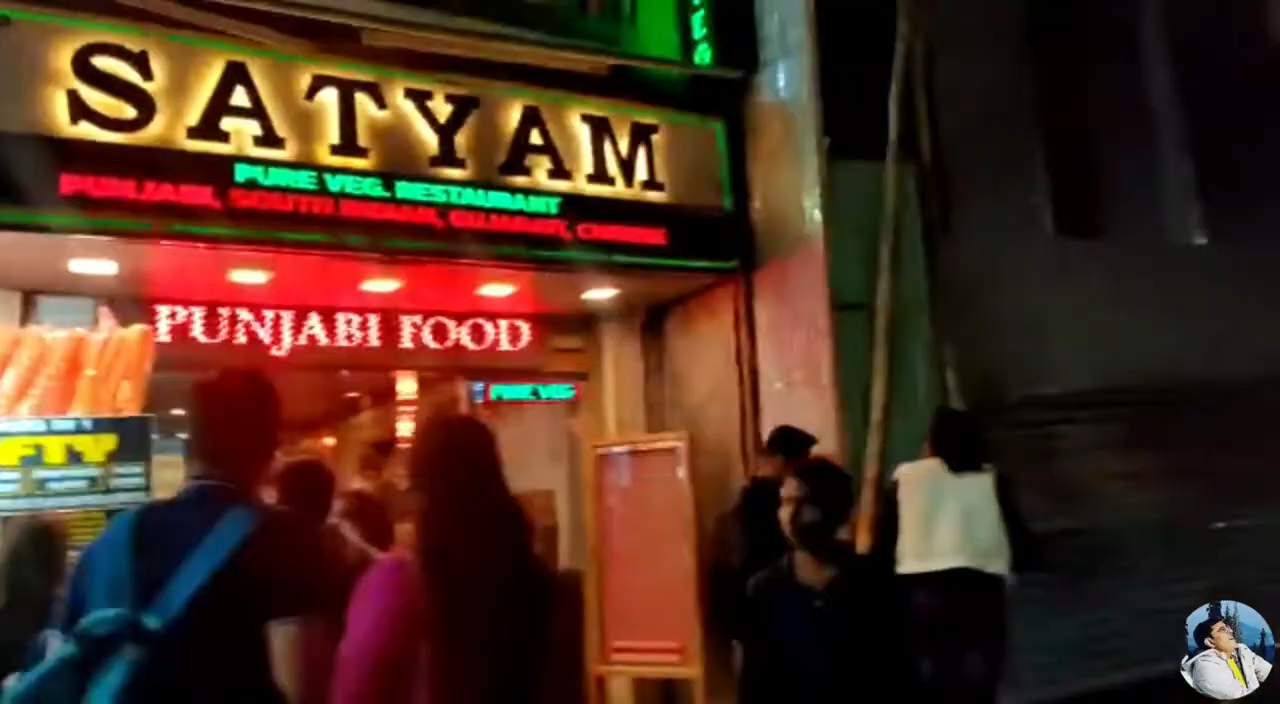 SATYAM
PURE VEG. RESTAURANT
PUNJABI, SOUTH INDIAN, GUJARATI, CHINESE
PUNJABI FOOD
PURE VEG
FTY